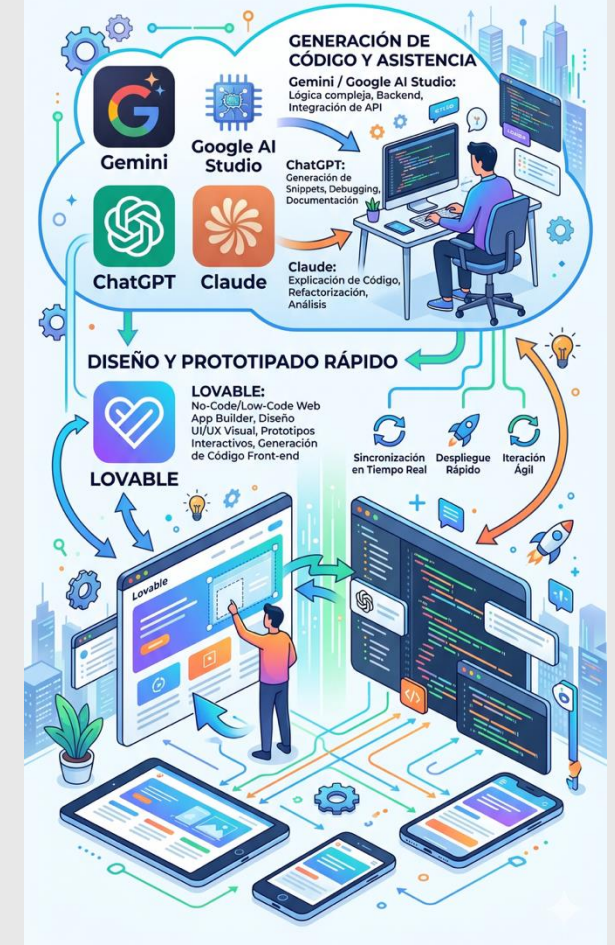 GENERACIÓN DE
CÓDIGO Y ASISTENCIA
Gemini / Google AI Studio:
Lógica compleja, Backend,
Integración de API
Gemini
Google AI
Studio
ChatGPT:
Generación de
Snippets, Debugging,
Documentación
ChatGPT
Claude
Claude:
Explicación de Código,
Refactorización,
Análisis
DISEÑO Y PROTOTIPADO RÁPIDO
LOVABLE:
No-Code/Low-Code Web
App Builder, Diseño
UI/UX Visual, Prototipos
Interactivos, Generación
de Código Front-end
LOVABLE
Sincronización
en Tiempo Real
Despliegue
Rápido
Iteración
Ágil
Lovable